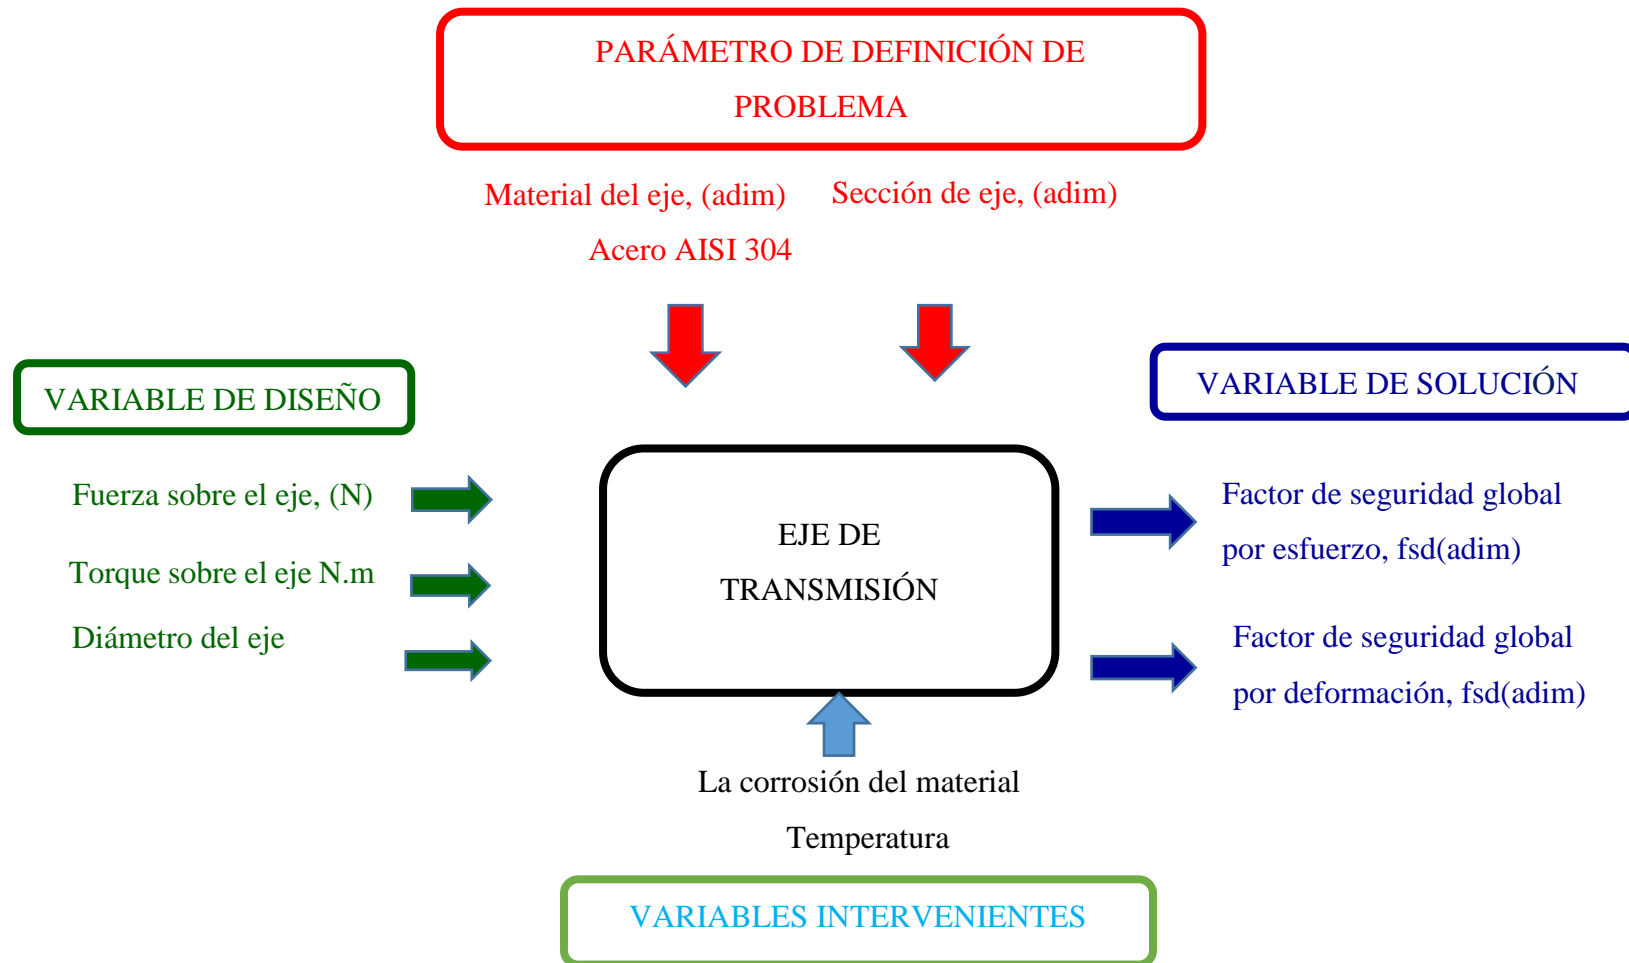 PARÁMETRO DE DEFINICIÓN DE
PROBLEMA
Material del eje, (adim)
Acero AISI 304
Sección de eje, (adim)
VARIABLE DE DISEÑO
Fuerza sobre el eje, (N)
Torque sobre el eje N.m
Diámetro del eje
EJE DE
TRANSMISIÓN
VARIABLE DE SOLUCIÓN
Factor de seguridad global
por esfuerzo, fsd(adim)
Factor de seguridad global
por deformación, fsd(adim)
La corrosión del material
Temperatura
VARIABLES INTERVENIENTES